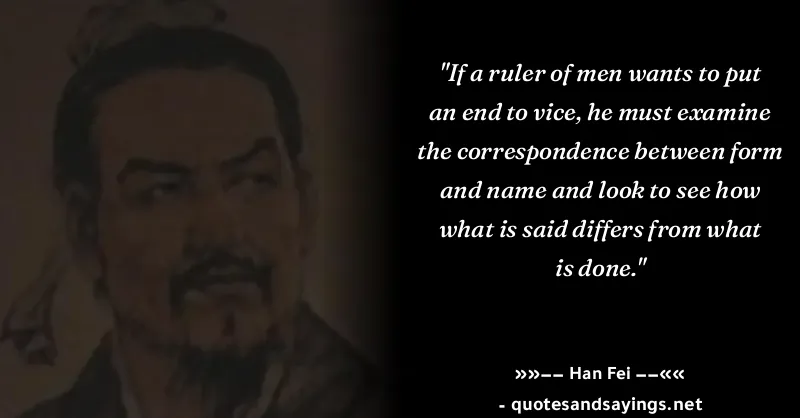 "If a ruler of men wants to put
an end to vice, he must examine
the correspondence between form
and name and look to see how
what is said differs from what
is done."
»»−− Han Fei −−««
- quotesandsayings.net